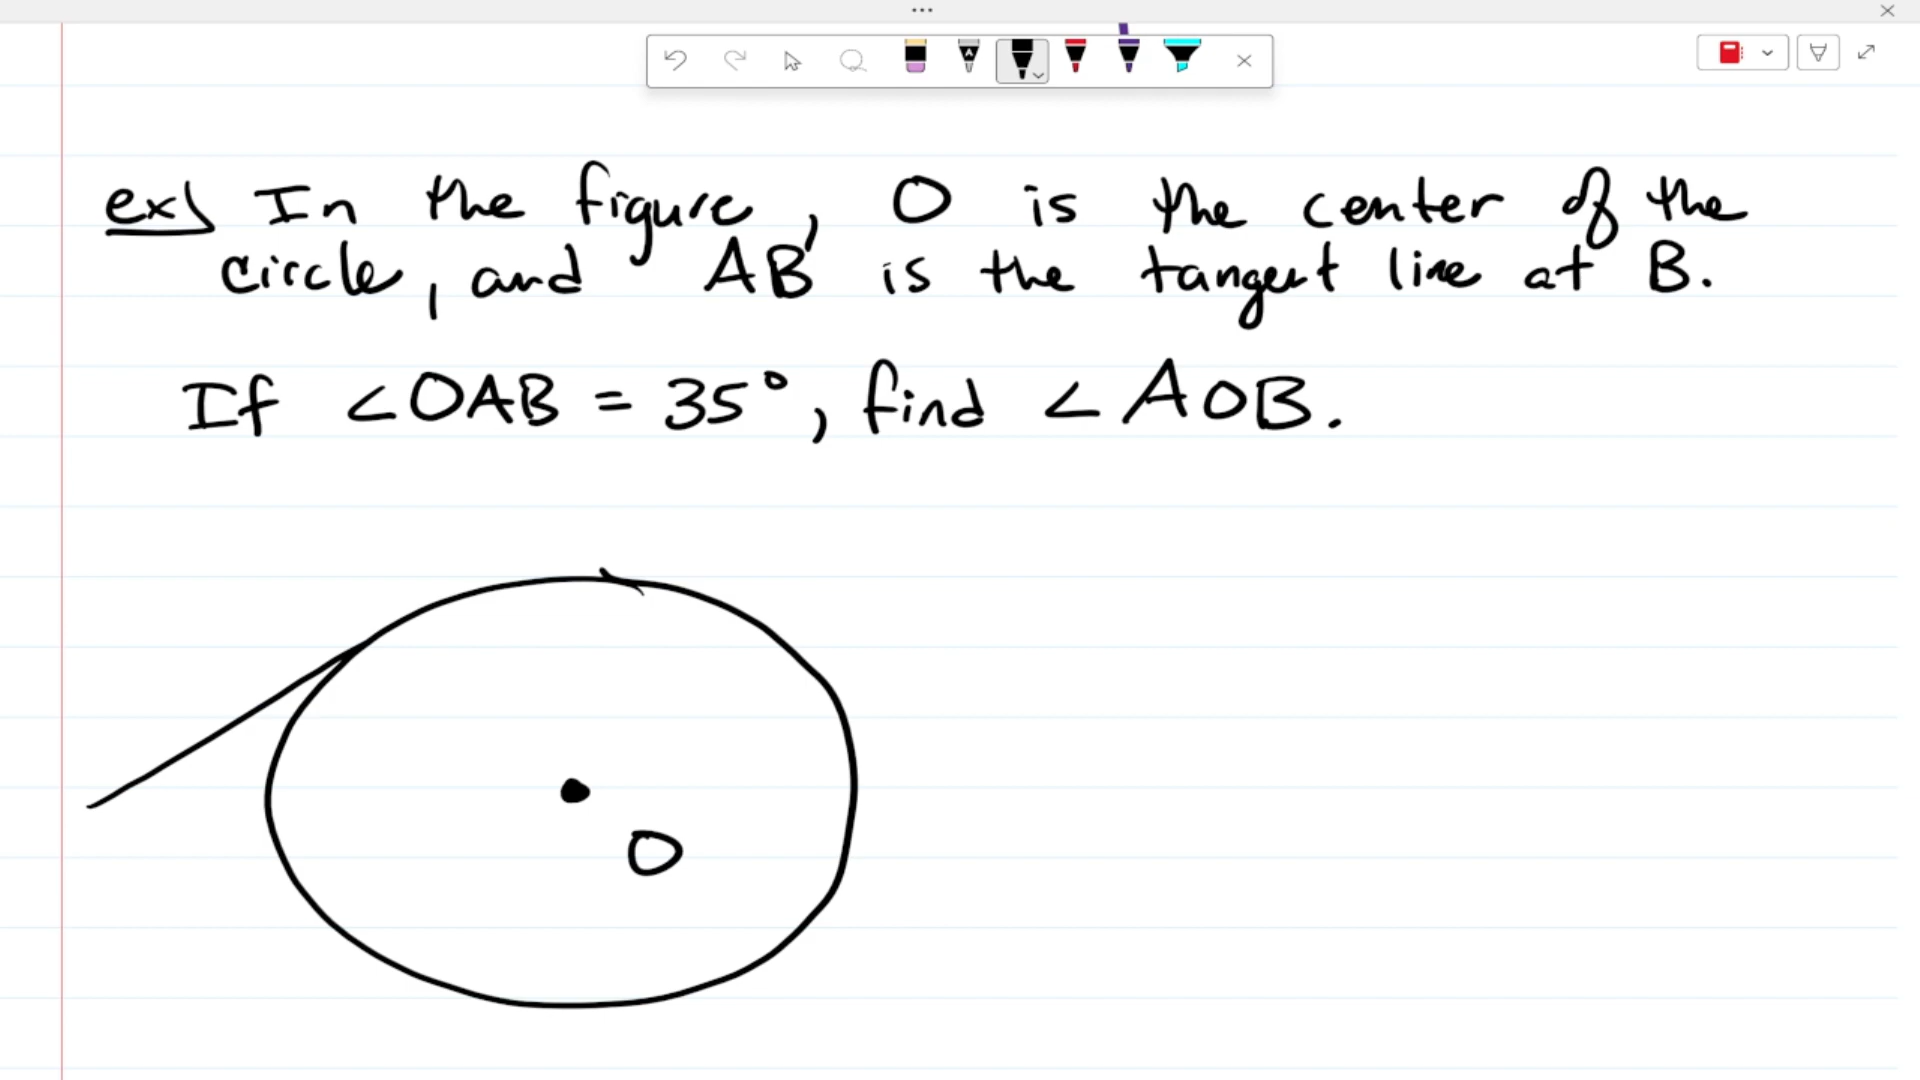 ex) In the figure, O is the center of the
circle, and AB is the tangent line at B.
If <OAB = 35°, find <AOB.
O